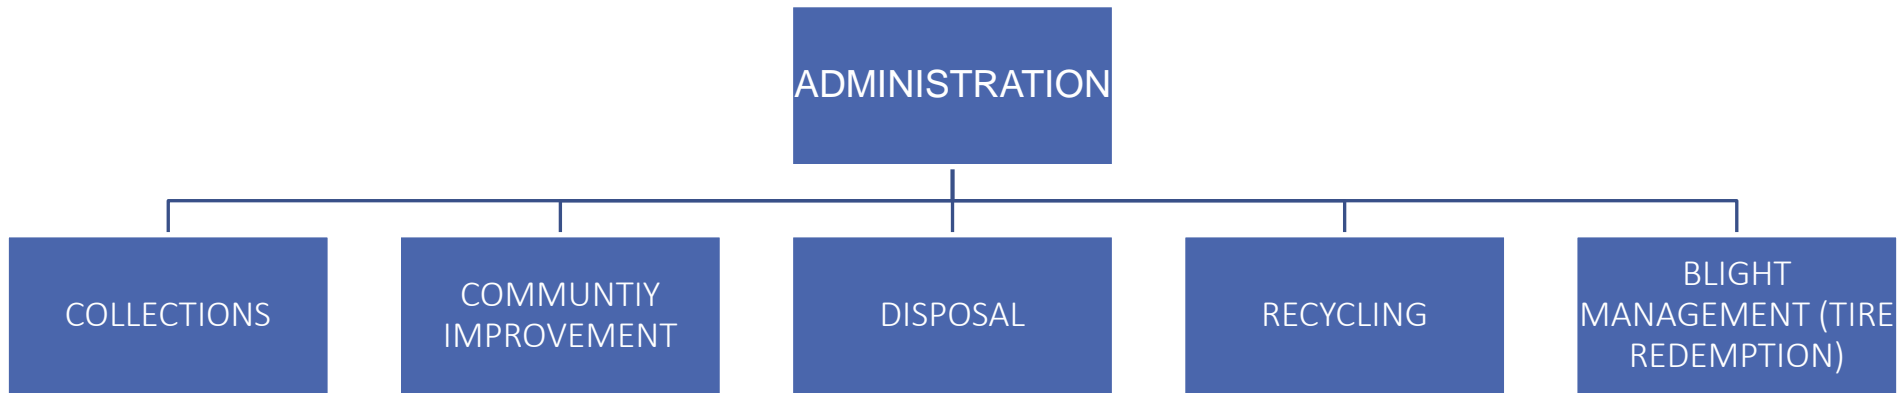 ADMINISTRATION
COLLECTIONS
COMMUNTIY
IMPROVEMENT
DISPOSAL
RECYCLING
BLIGHT
MANAGEMENT (TIRE
REDEMPTION)